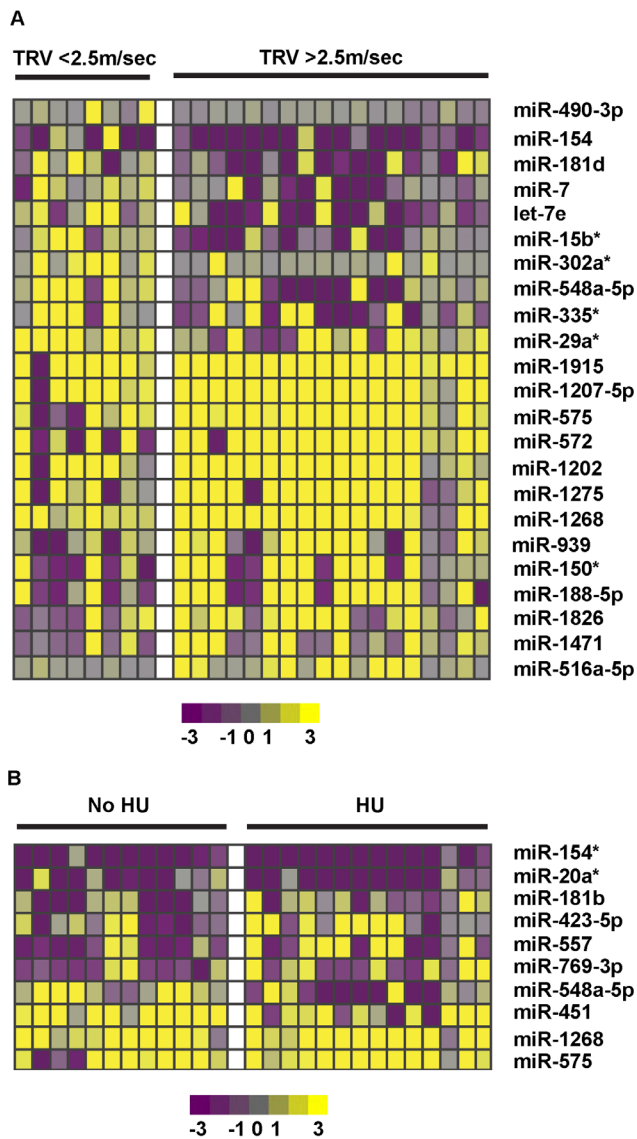 A
TRV <2.5m/sec TRV >2.5m/sec
miR-490-3p
miR-154
miR-181d
miR-7
let-7e
miR-15b*
miR-302a*
miR-548a-5p
miR-335*
miR-29a*
miR-1915
miR-1207-5p
miR-575
miR-572
miR-1202
miR-1275
miR-1268
miR-939
miR-150*
miR-188-5p
miR-1826
miR-1471
miR-516a-5p
-3 -1 0 1 3
B
No HU HU
miR-154*
miR-20a*
miR-181b
miR-423-5p
miR-557
miR-769-3p
miR-548a-5p
miR-451
miR-1268
miR-575
-3 -1 0 1 3